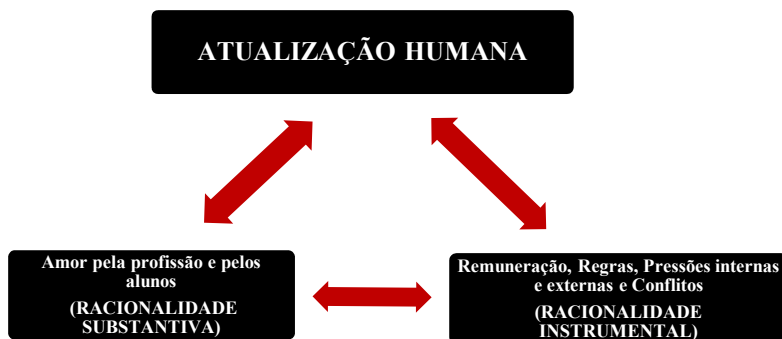 ATUALIZAÇÃO HUMANA
Amor pela profissão e pelos
alunos
(RACIONALIDADE
SUBSTANTIVA)
Remuneração, Regras, Pressões internas
e externas e Conflitos
(RACIONALIDADE
INSTRUMENTAL)